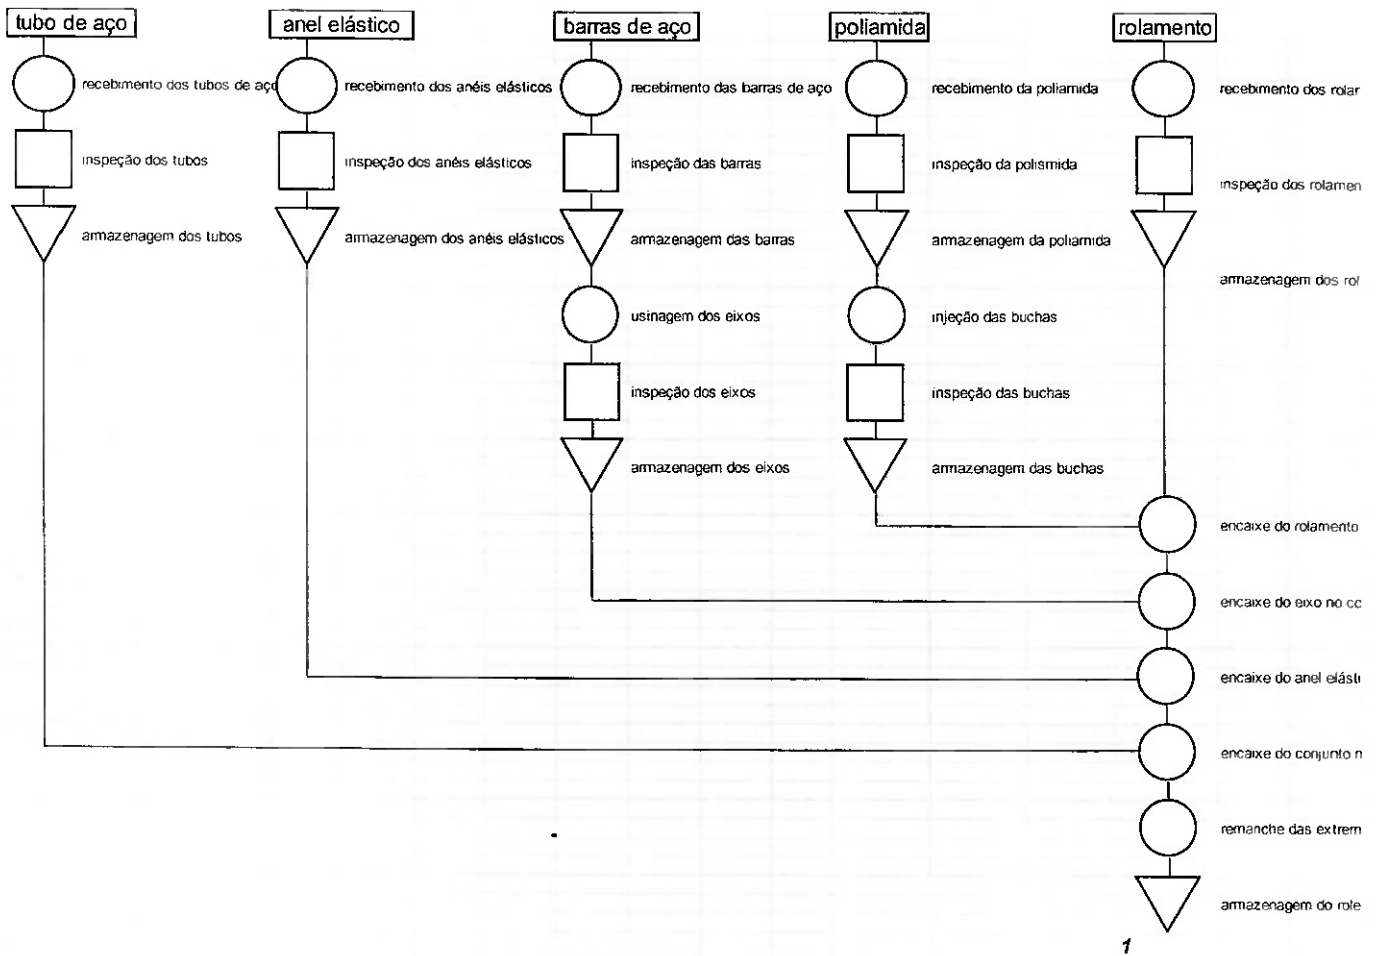 tubo de aço
anel elástico
barras de aço
poliamida
rolamento
recebimento dos tubos de aço
recebimento dos anéis elásticos
recebimento das barras de aço
recebimento da poliamida
recebimento dos rolar
inspeção dos tubos
inspeção dos anéis elásticos
inspeção das barras
inspeção da polismida
inspeção dos rolamen
armazenagem dos tubos
armazenagem dos anéis elásticos
armazenagem das barras
armazenagem da poliamida
armazenagem dos rol
usinagem dos eixos
injeção das buchas
inspeção dos eixos
inspeção das buchas
armazenagem dos eixos
armazenagem das buchas
encaixe do rolamento
encaixe do eixo no cc
encaixe do anel elásti
encaixe do conjunto n
remanche das extrem
armazenagem do role
1